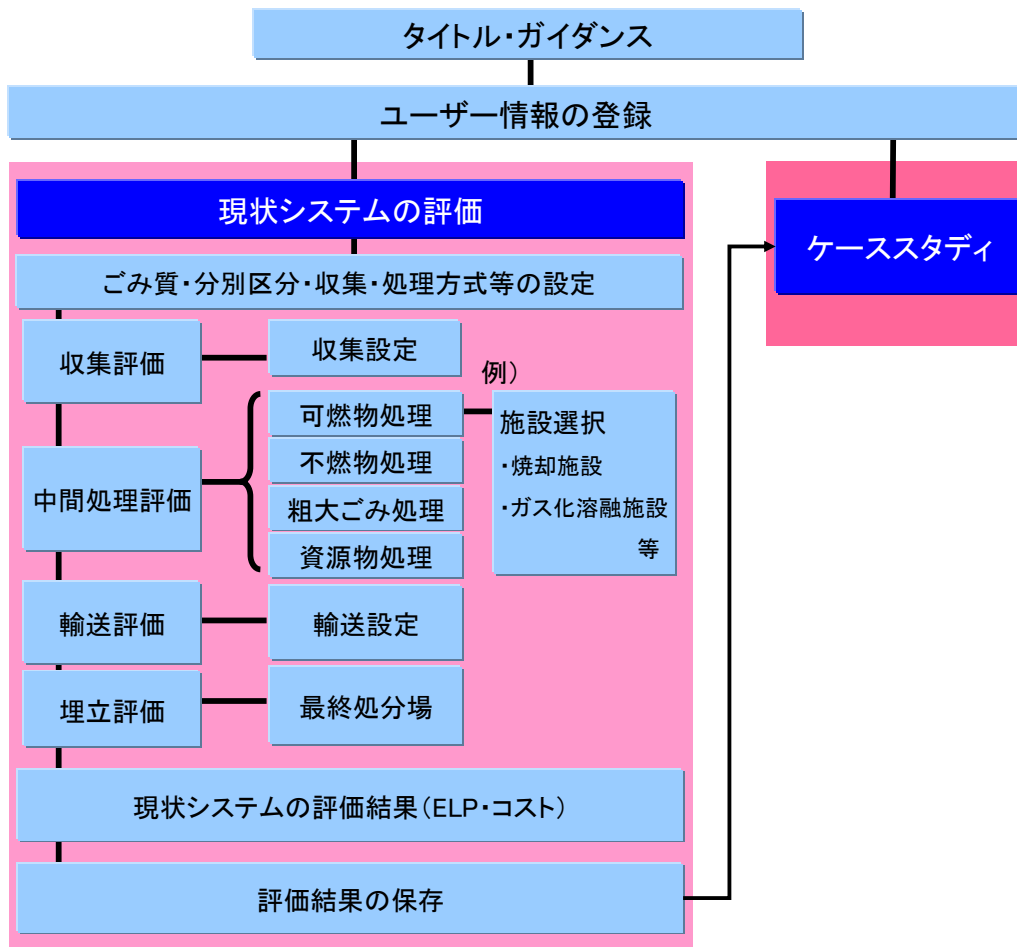 タイトル・ガイダンス
ユーザー情報の登録
現状システムの評価
ケーススタディ
ごみ質・分別区分・収集・処理方式等の設定
収集評価
収集設定
例）
可燃物処理
施設選択
・焼却施設
・ガス化溶融施設
等
不燃物処理
中間処理評価
粗大ごみ処理
資源物処理
輸送評価
輸送設定
埋立評価
最終処分場
現状システムの評価結果（ELP・コスト）
評価結果の保存